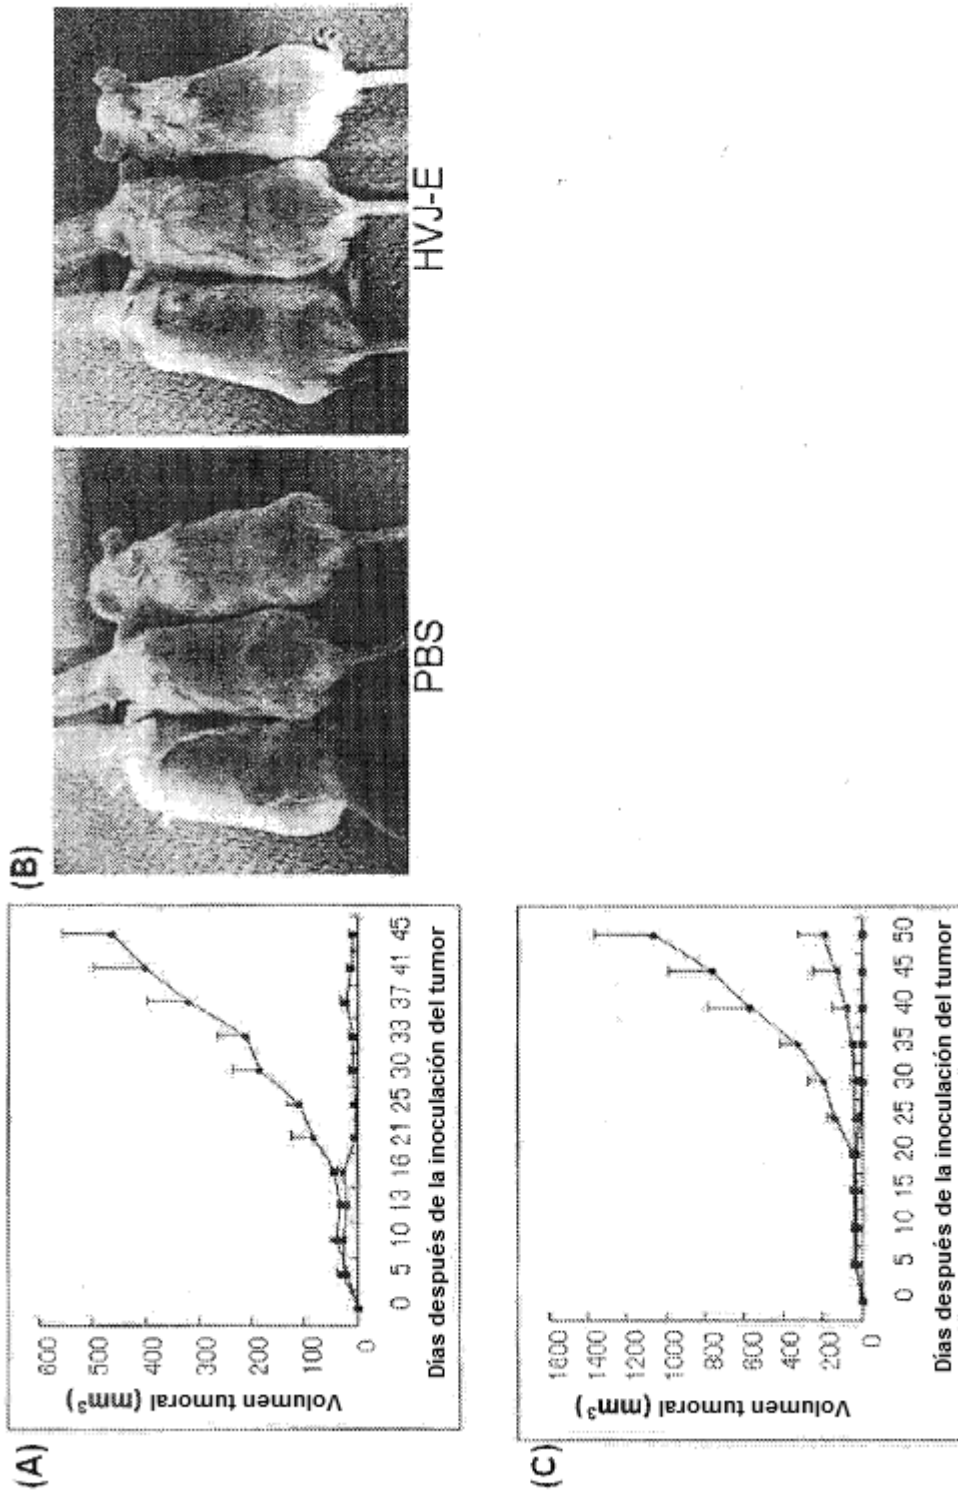 (A)
Volumen tumoral (mm³)
600
500
400
300
200
100
0
0 5 10 13 16 21 25 30 33 37 41 45
Días después de la inoculación del tumor
(B)
PBS
HVJ-E
(C)
Volumen tumoral (mm³)
1600
1400
1200
1000
800
600
400
200
0
0 5 10 15 20 25 30 35 40 45 50
Días después de la inoculación del tumor